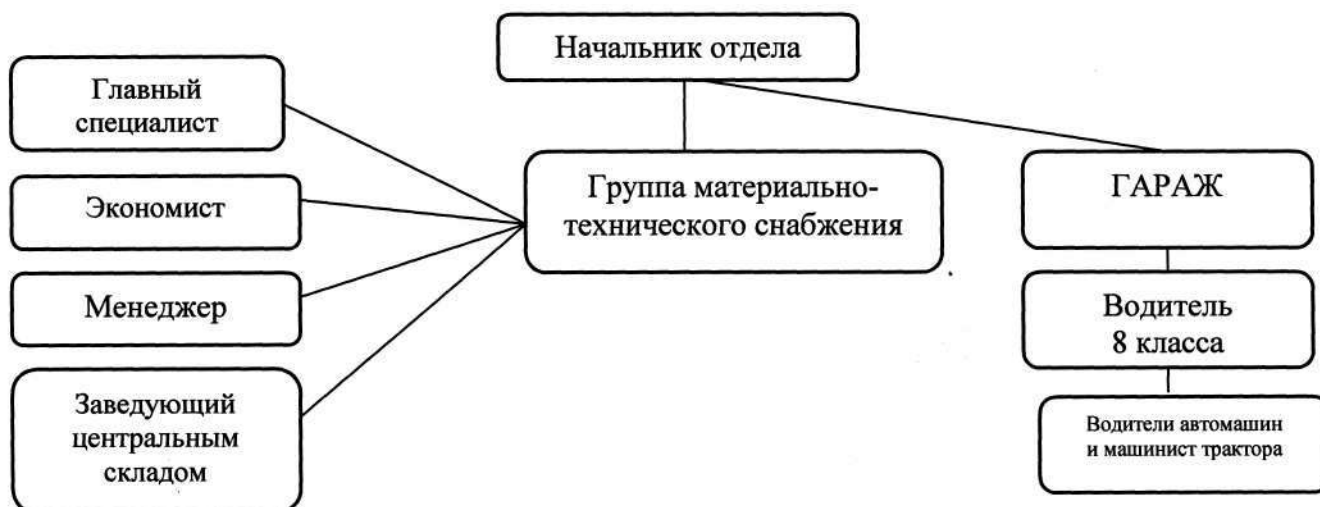 Начальник отдела
Главный
специалист
Экономист
Менеджер
Заведующий
центральным
складом
Группа материально-
технического снабжения
ГАРАЖ
Водитель
8 класса
Водители автомашин
и машинист трактора